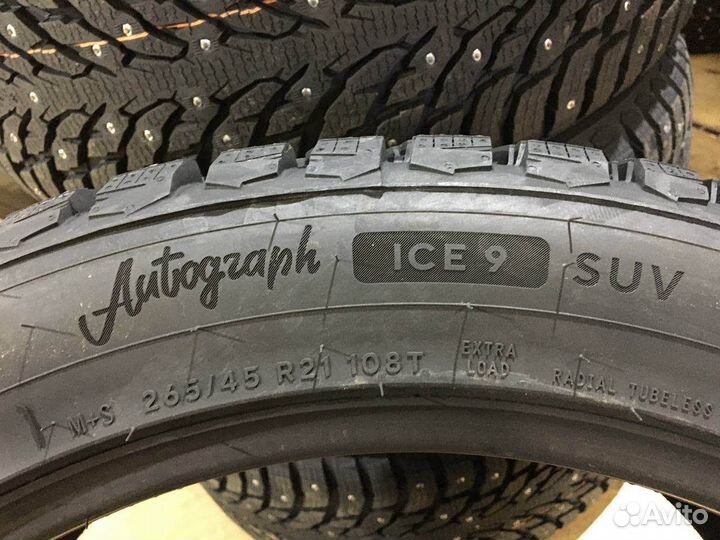 Autograph ICE 9 SUV
M+S 265/45 R21 108T EXTRA LOAD RADIAL TUBELESS
Avito